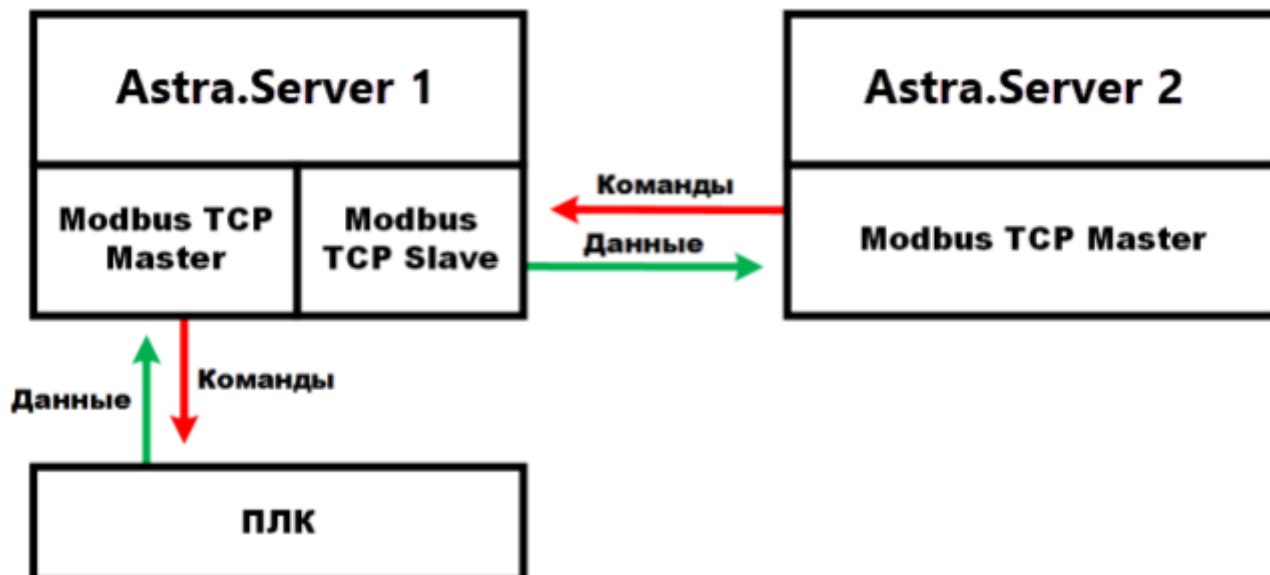 Astra.Server 1
Astra.Server 2
Modbus TCP
Master
Modbus
TCP Slave
Команды
Данные
Modbus TCP Master
Данные
Команды
ПЛК